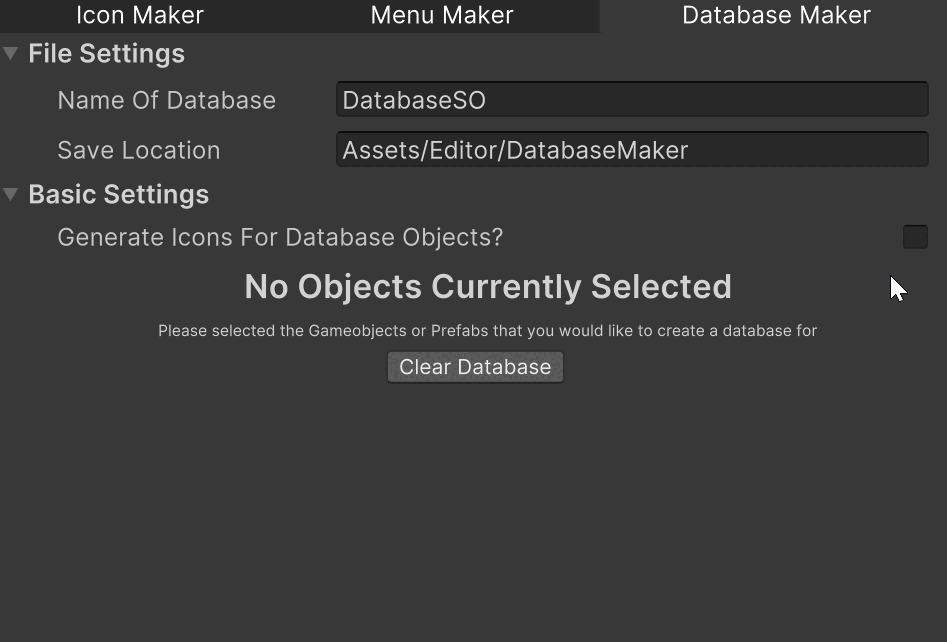 Icon Maker Menu Maker Database Maker
File Settings
Name Of Database DatabaseSO
Save Location Assets/Editor/DatabaseMaker
Basic Settings
Generate Icons For Database Objects?
No Objects Currently Selected
Please selected the Gameobjects or Prefabs that you would like to create a database for
Clear Database